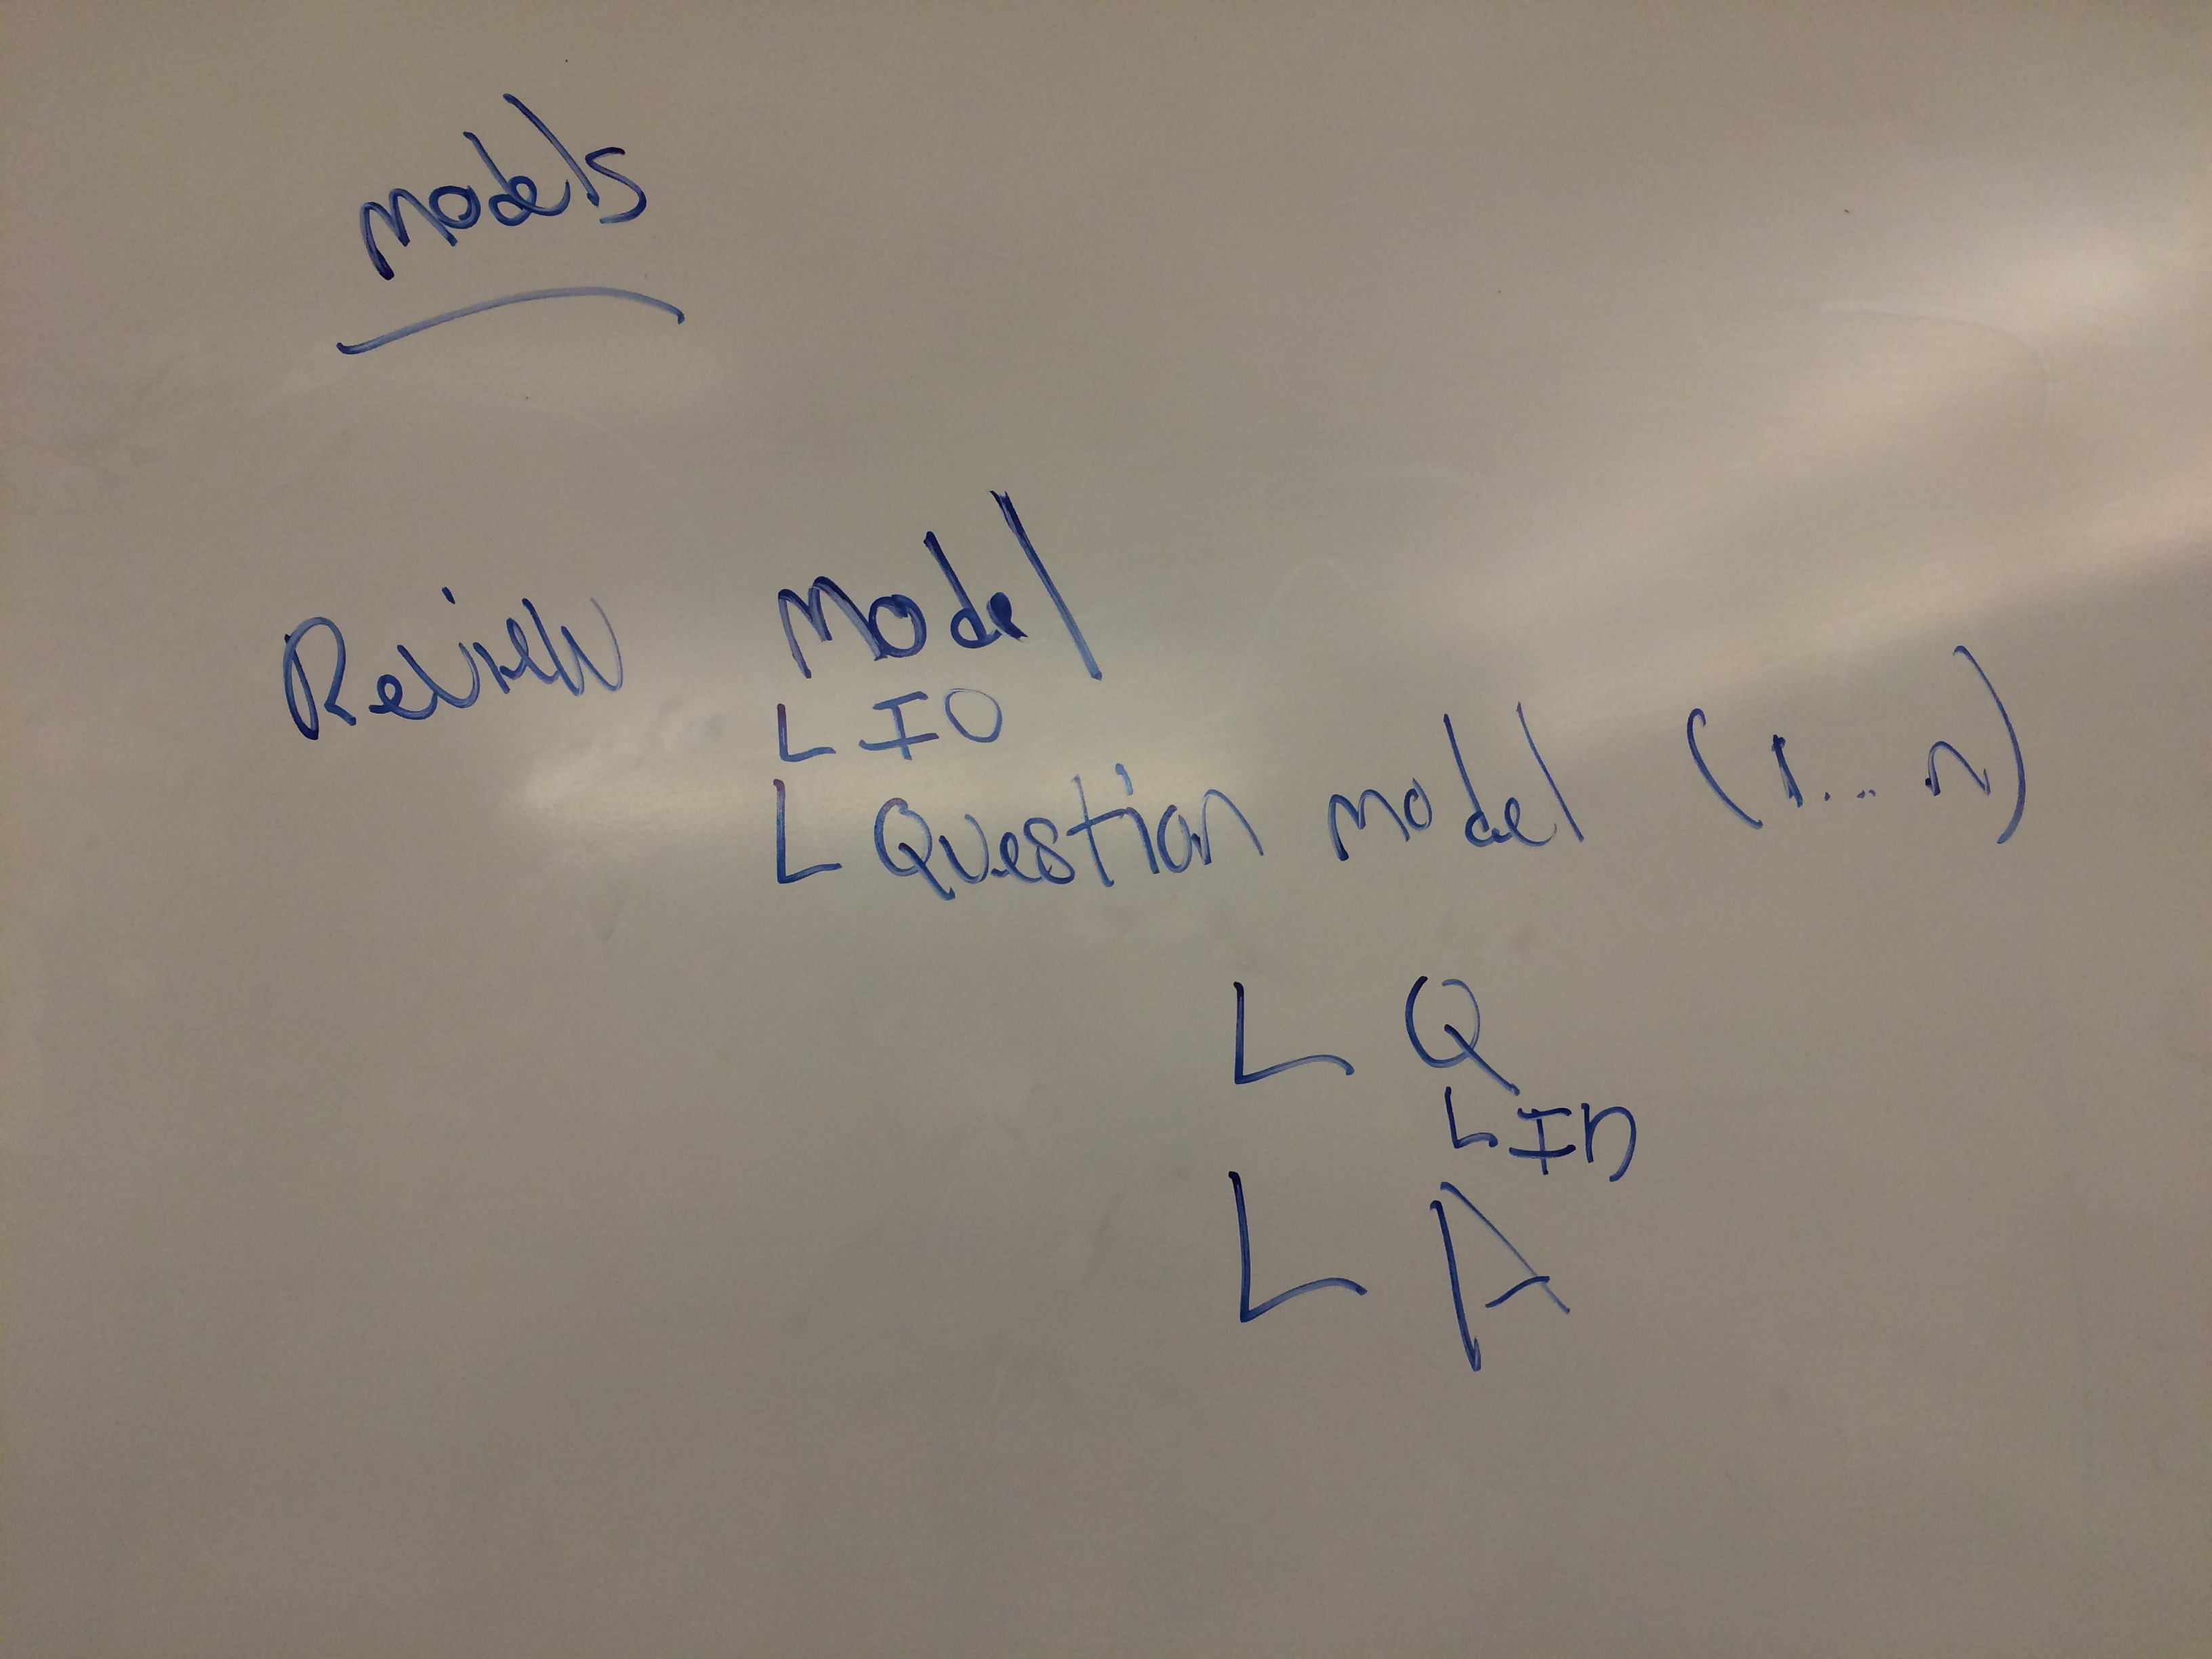 models
Review Model
L ID
L Question model (1... n)
L Q
L ID
L A